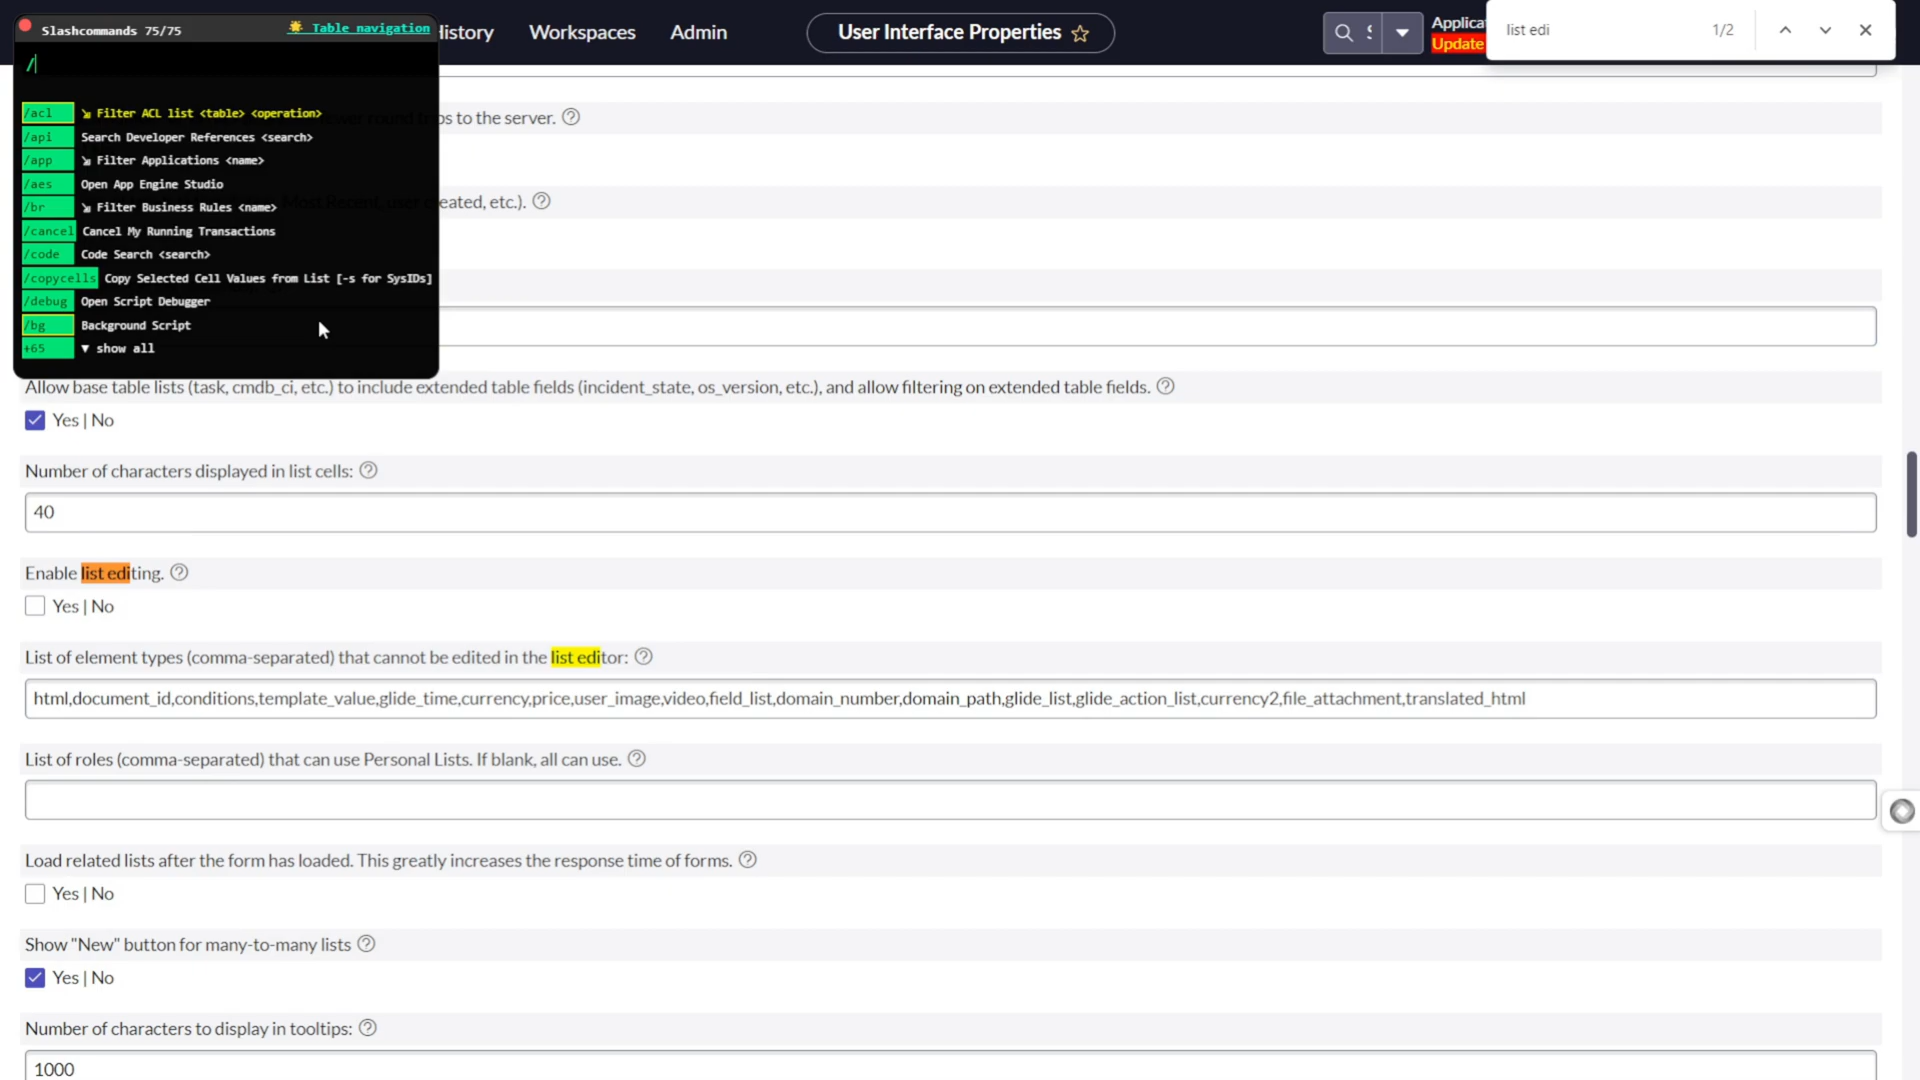 Slashcommands 75/75
Table navigation
History
Workspaces
Admin
User Interface Properties
Applica
Update
list edi
1/2
/
/acl ⇲ Filter ACL list <table> <operation>
/api Search Developer References <search>
/app ⇲ Filter Applications <name>
/aes Open App Engine Studio
/br ⇲ Filter Business Rules <name>
/cancel Cancel My Running Transactions
/code Code Search <search>
/copycells Copy Selected Cell Values from List [-s for SysIDs]
/debug Open Script Debugger
/bg Background Script
+65 ▼ show all
ewer round trips to the server.
Most Recent, user created, etc.).
Allow base table lists (task, cmdb_ci, etc.) to include extended table fields (incident_state, os_version, etc.), and allow filtering on extended table fields.
Yes | No
Number of characters displayed in list cells:
40
Enable list editing.
Yes | No
List of element types (comma-separated) that cannot be edited in the list editor:
html,document_id,conditions,template_value,glide_time,currency,price,user_image,video,field_list,domain_number,domain_path,glide_list,glide_action_list,currency2,file_attachment,translated_html
List of roles (comma-separated) that can use Personal Lists. If blank, all can use.
Load related lists after the form has loaded. This greatly increases the response time of forms.
Yes | No
Show "New" button for many-to-many lists
Yes | No
Number of characters to display in tooltips:
1000